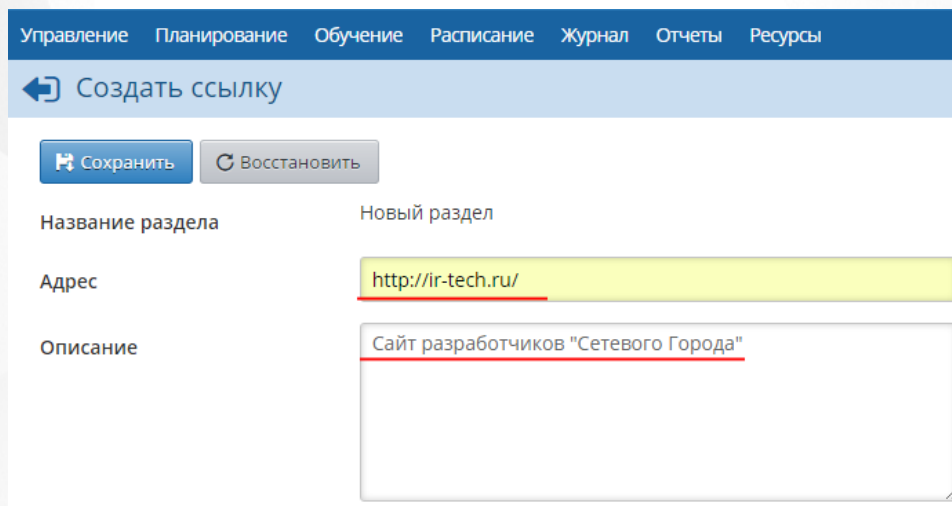 Управление Планирование Обучение Расписание Журнал Отчеты Ресурсы
Создать ссылку
Сохранить Восстановить
Название раздела Новый раздел
Адрес http://ir-tech.ru/
Описание Сайт разработчиков "Сетевого Города"